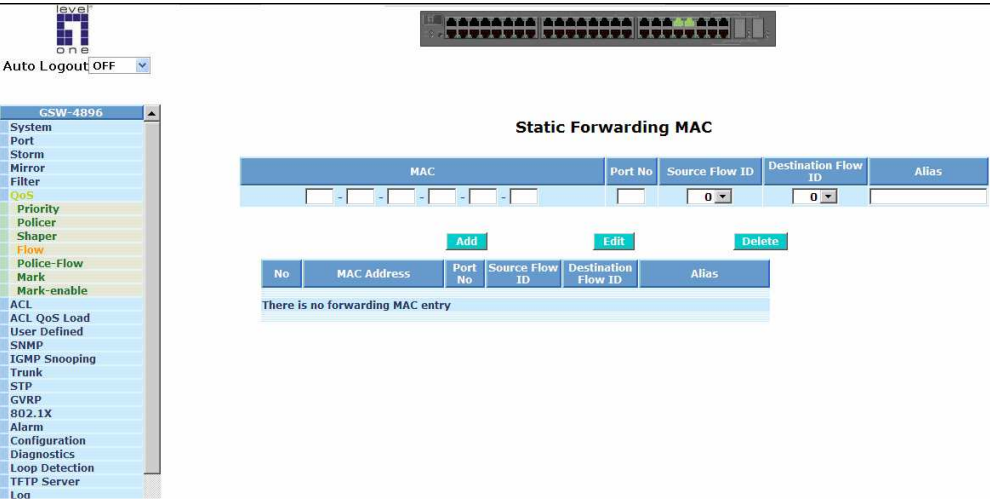 level
one
Auto Logout OFF
GSW-4896
System
Port
Storm
Mirror
Filter
QoS
Priority
Policer
Shaper
Flow
Police-Flow
Mark
Mark-enable
ACL
ACL QoS Load
User Defined
SNMP
IGMP Snooping
Trunk
STP
GVRP
802.1X
Alarm
Configuration
Diagnostics
Loop Detection
TFTP Server
Log
Static Forwarding MAC
MAC Port No Source Flow ID Destination Flow ID Alias
- - - - - 0 0
Add Edit Delete
No MAC Address Port No Source Flow ID Destination Flow ID Alias
There is no forwarding MAC entry